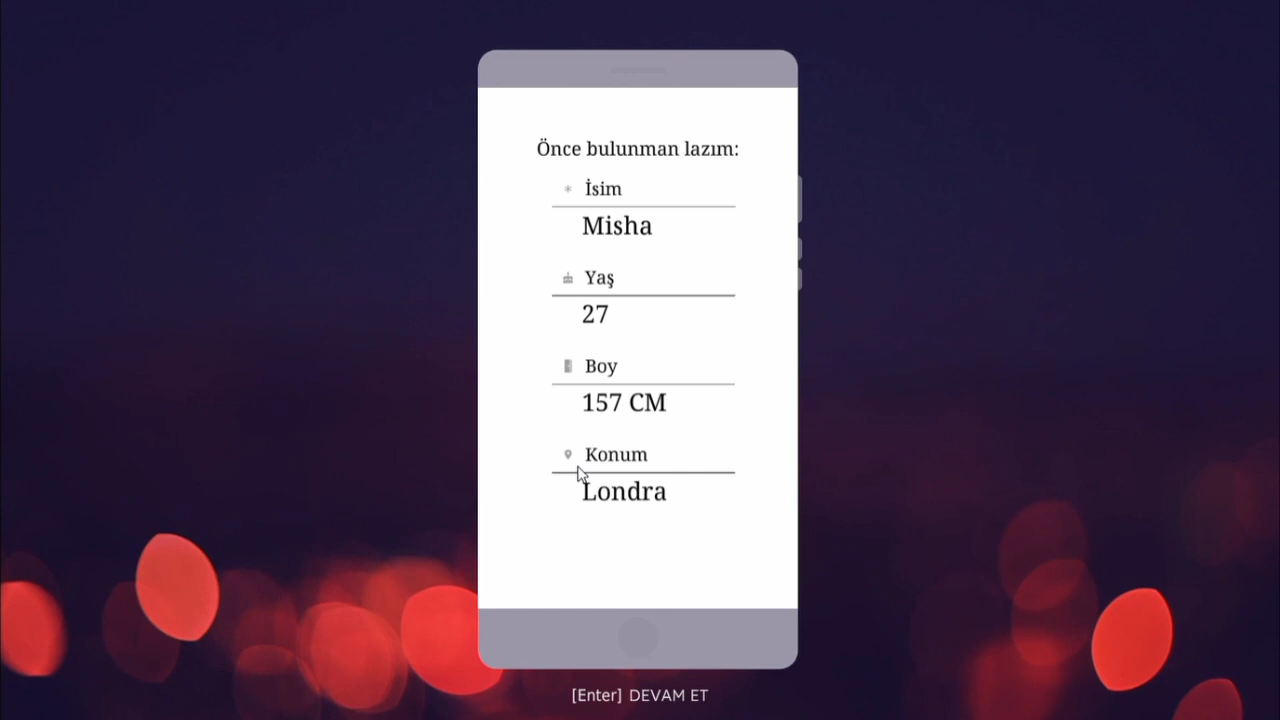 Önce bulunman lazım:
İsim
Misha
Yaş
27
Boy
157 CM
Konum
Londra
[Enter] DEVAM ET